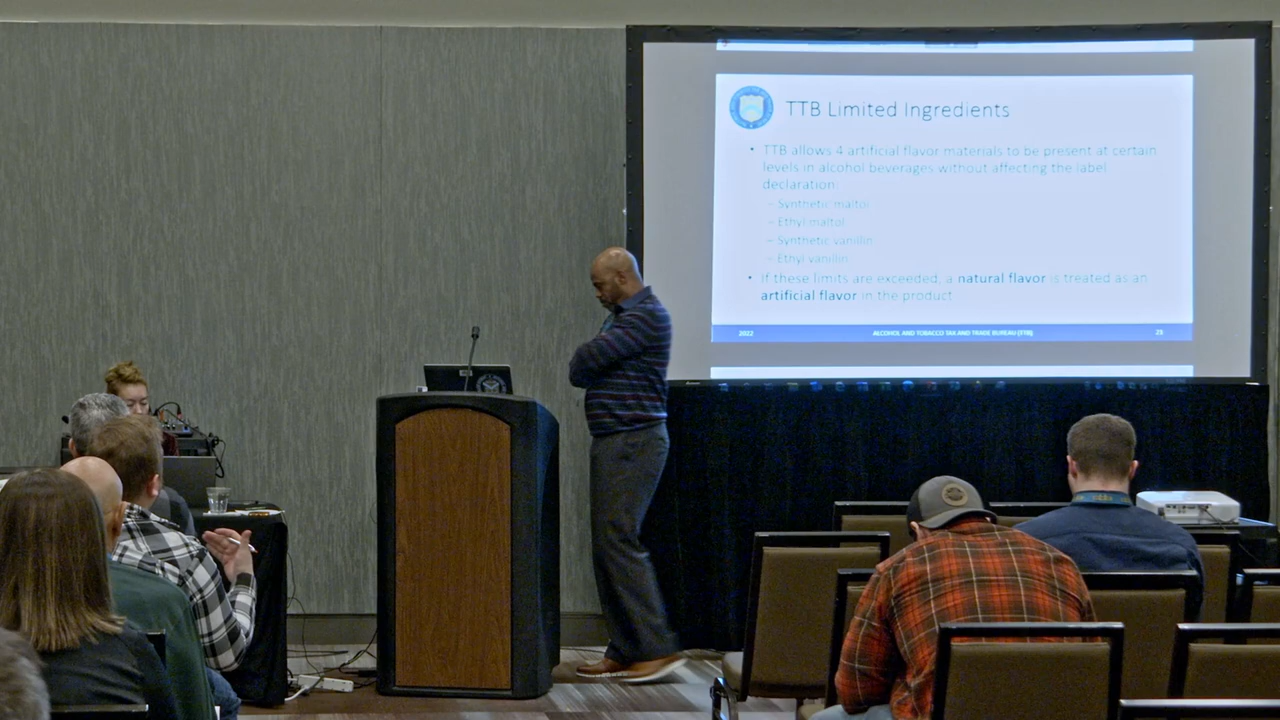 TTB Limited Ingredients
• TTB allows 4 artificial flavor materials to be present at certain
levels in alcohol beverages without affecting the label
declaration:
– Synthetic maltol
– Ethyl maltol
– Synthetic vanillin
– Ethyl vanillin
• If these limits are exceeded, a natural flavor is treated as an
artificial flavor in the product
2022 ALCOHOL AND TOBACCO TAX AND TRADE BUREAU (TTB) 23